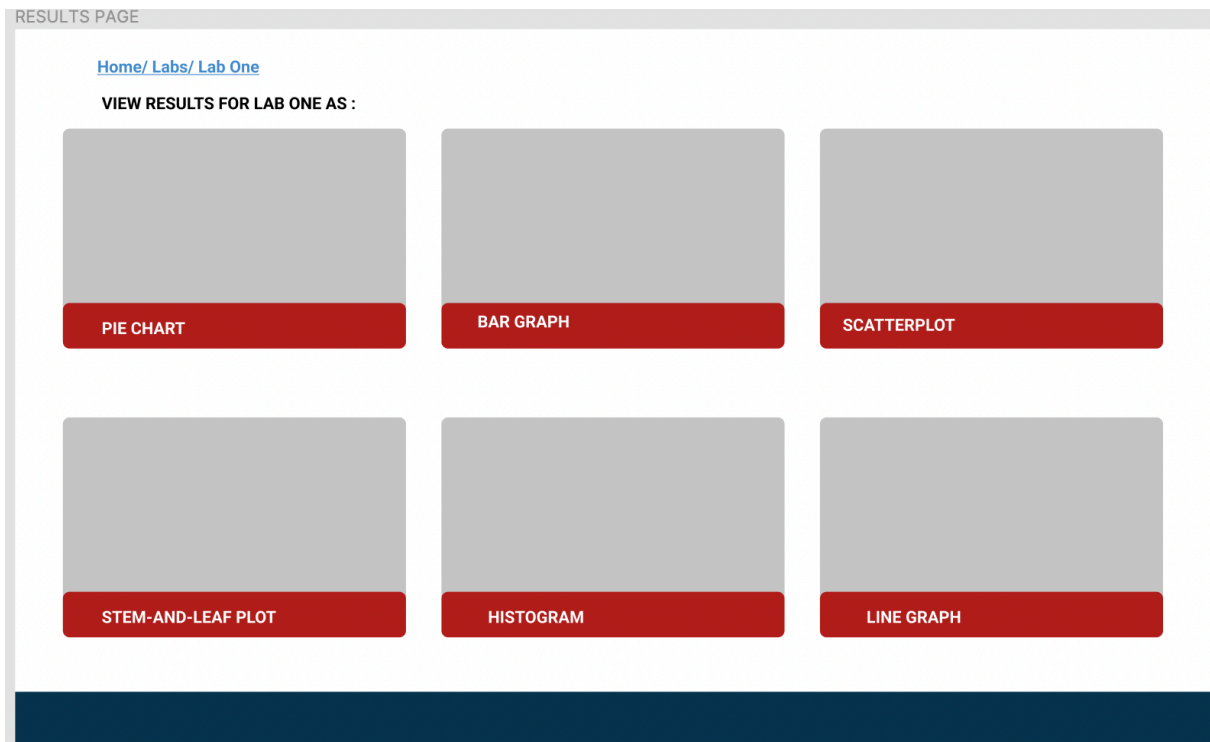 RESULTS PAGE
Home/ Labs/ Lab One
VIEW RESULTS FOR LAB ONE AS :
PIE CHART
BAR GRAPH
SCATTERPLOT
STEM-AND-LEAF PLOT
HISTOGRAM
LINE GRAPH